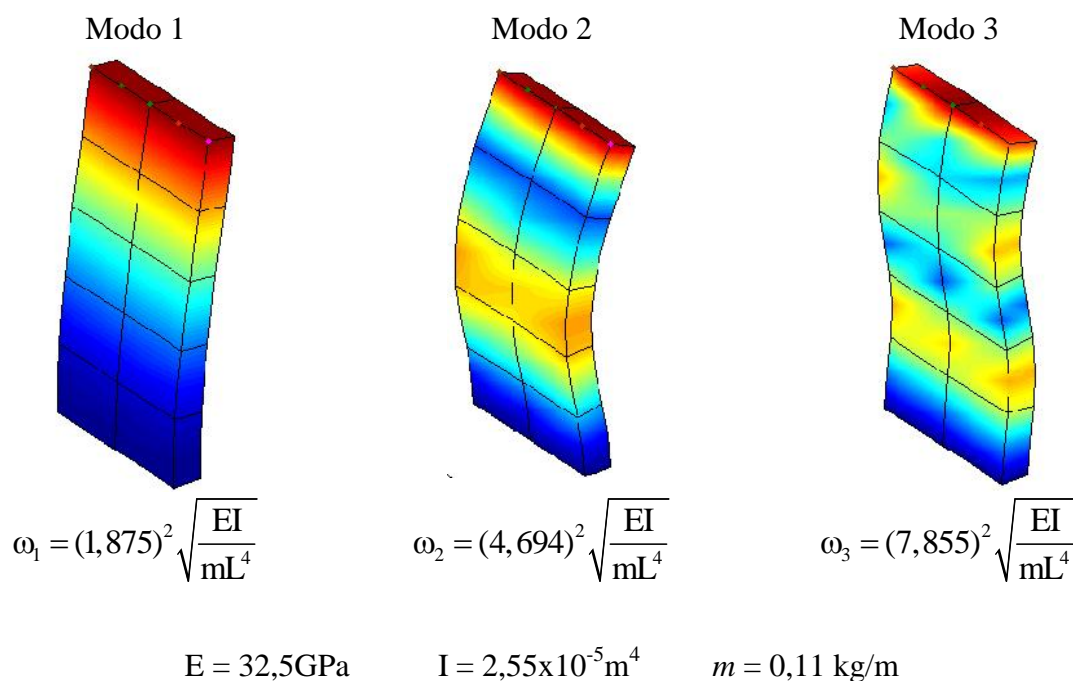 Modo 1
Modo 2
Modo 3
ω₁ = (1,875)² √(EI/mL⁴)
ω₂ = (4,694)² √(EI/mL⁴)
ω₃ = (7,855)² √(EI/mL⁴)
E = 32,5GPa I = 2,55x10⁻⁵m⁴ m = 0,11 kg/m